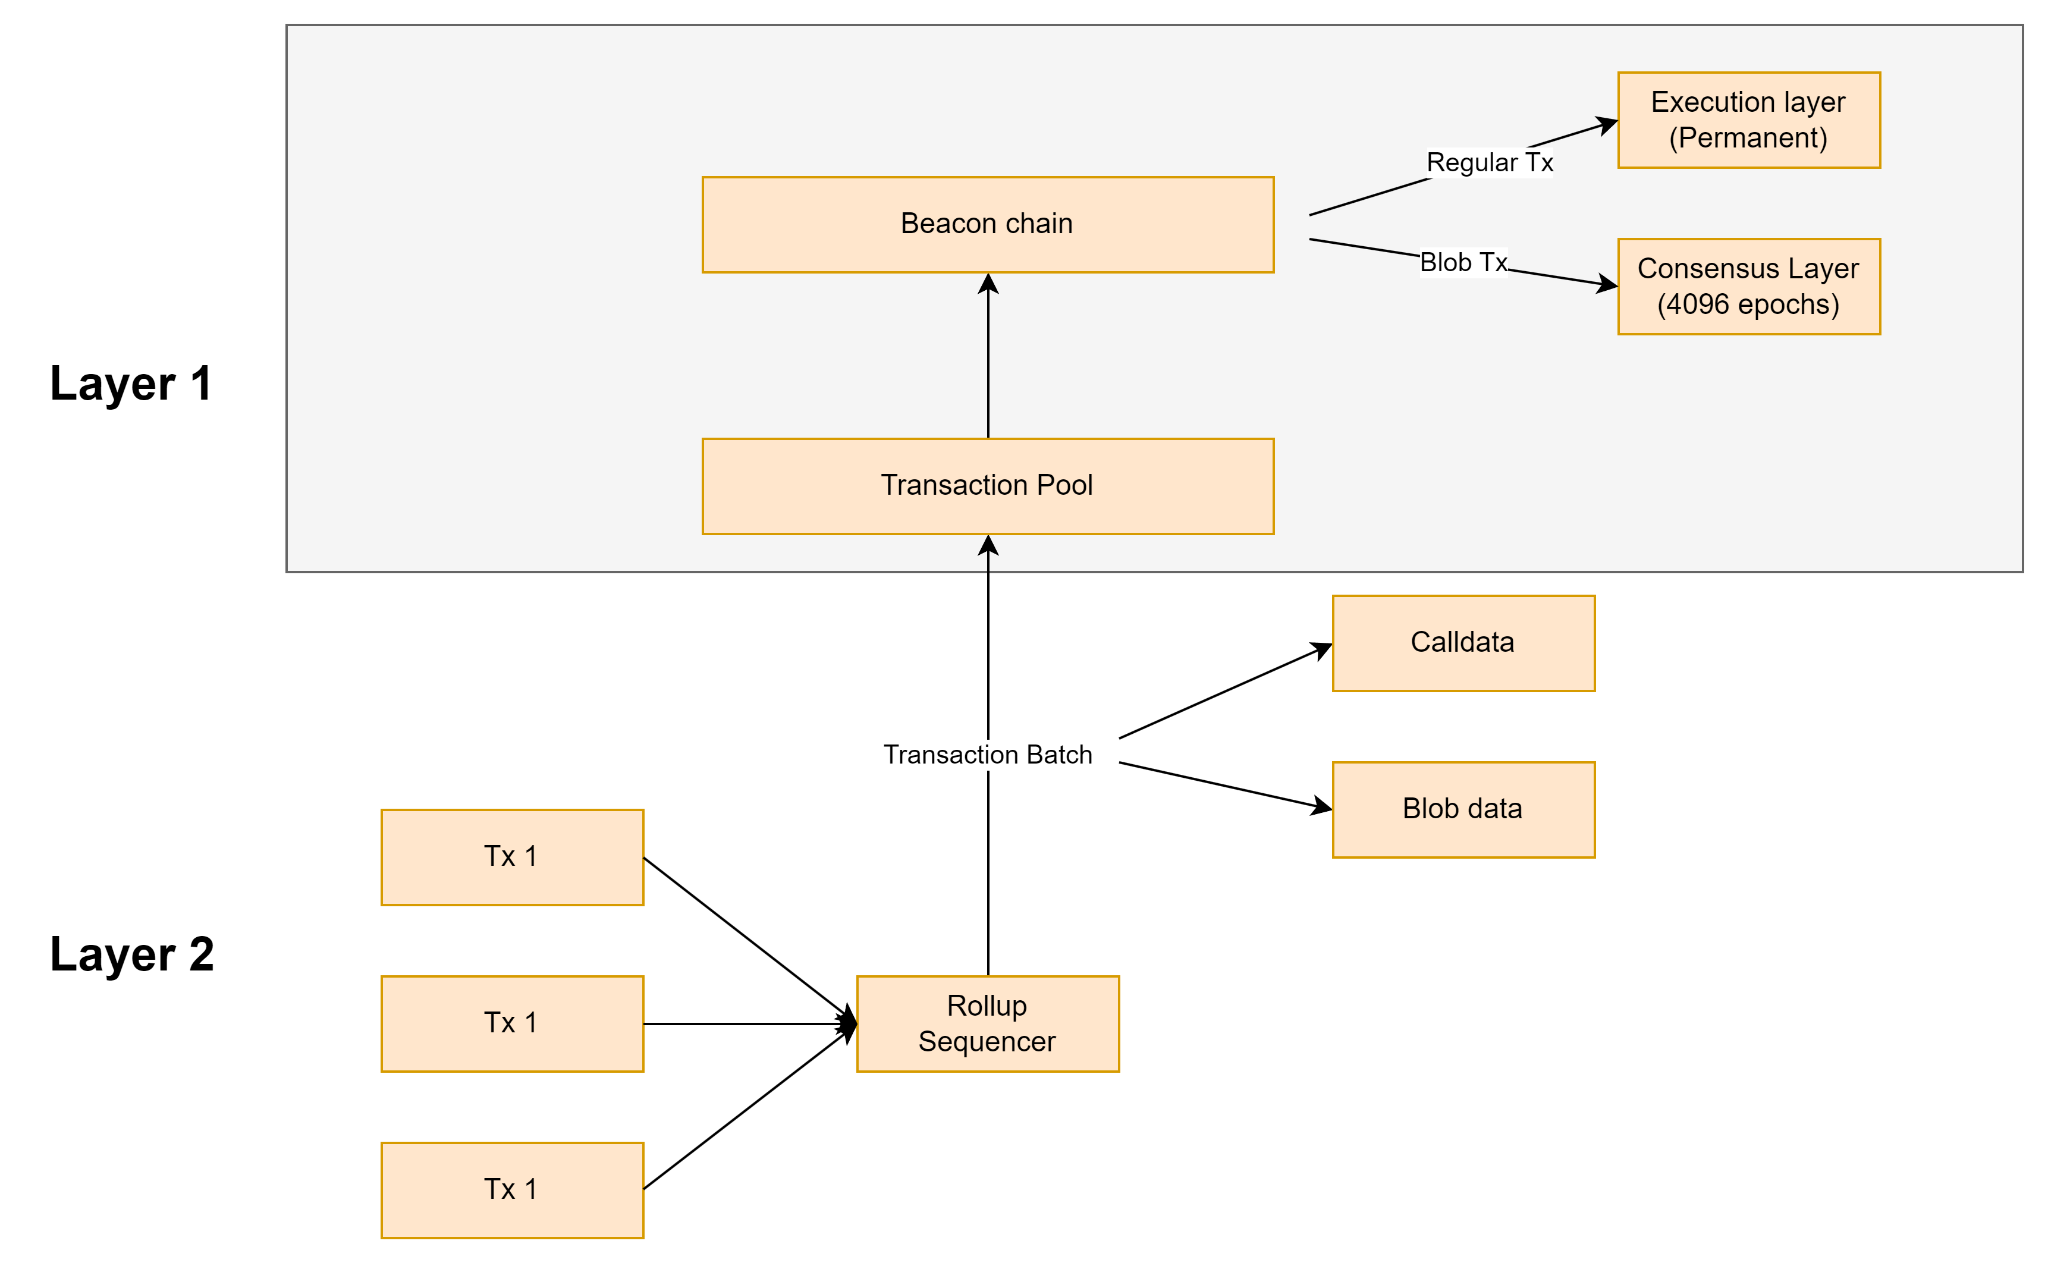 Execution layer
(Permanent)
Regular Tx
Beacon chain
Blob Tx
Consensus Layer
(4096 epochs)
Layer 1
Transaction Pool
Calldata
Transaction Batch
Blob data
Tx 1
Layer 2
Tx 1
Rollup
Sequencer
Tx 1